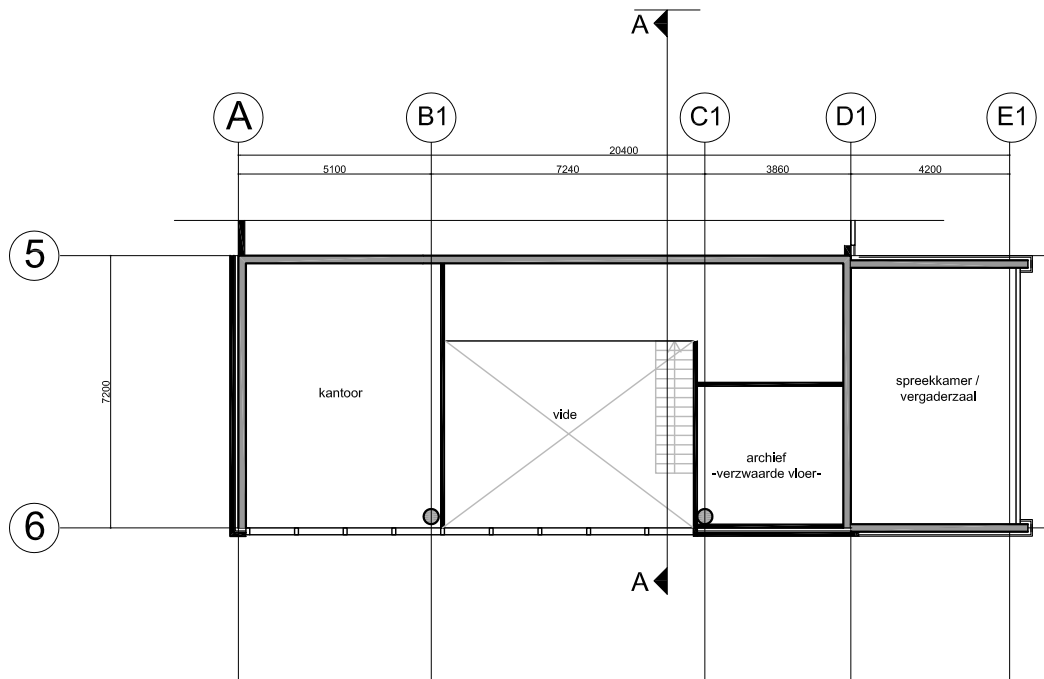 A
A
B1
C1
D1
E1
20400
5100
7240
3860
4200
5
7200
kantoor
vide
spreekkamer /
vergaderzaal
archief
-verzwaarde vloer-
6
A